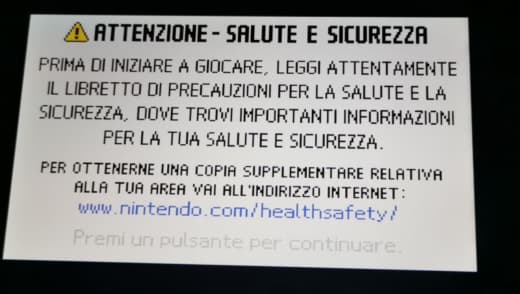 ATTENZIONE - SALUTE E SICUREZZA
PRIMA DI INIZIARE A GIOCARE, LEGGI ATTENTAMENTE
IL LIBRETTO DI PRECAUZIONI PER LA SALUTE E LA
SICUREZZA, DOVE TROVI IMPORTANTI INFORMAZIONI
PER LA TUA SALUTE E SICUREZZA.
PER OTTENERNE UNA COPIA SUPPLEMENTARE RELATIVA
ALLA TUA AREA VAI ALL'INDIRIZZO INTERNET:
www.nintendo.com/healthsafety/
Premi un pulsante per continuare.